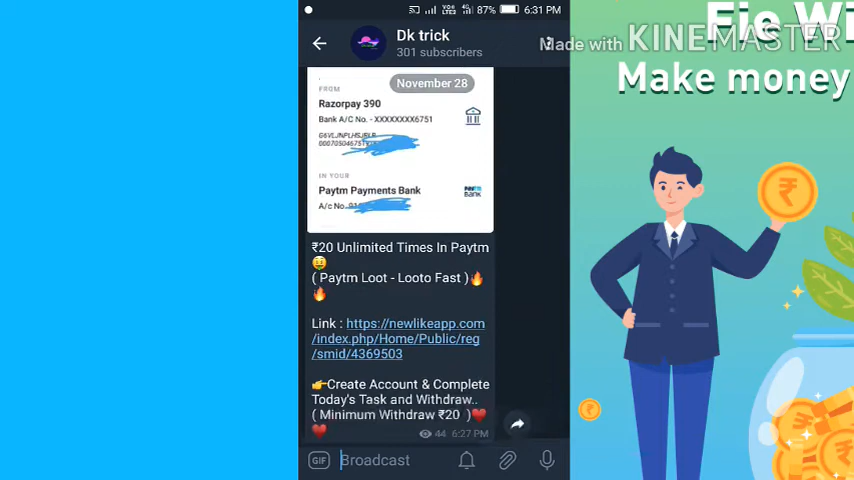 87% 6:31 PM
Dk trick
301 subscribers
Made with KINEMASTER
Make money
November 28
FROM
Razorpay 390
Bank A/C No. - XXXXXXXX6751
IN YOUR
Paytm Payments Bank
A/c No.
₹20 Unlimited Times In Paytm
🤑
( Paytm Loot - Looto Fast )🔥
🔥
Link : https://newlikeapp.com
/index.php/Home/Public/reg
/smid/4369503
👉Create Account & Complete
Today's Task and Withdraw..
( Minimum Withdraw ₹20 )❤️
❤️
44 6:27 PM
GIF Broadcast